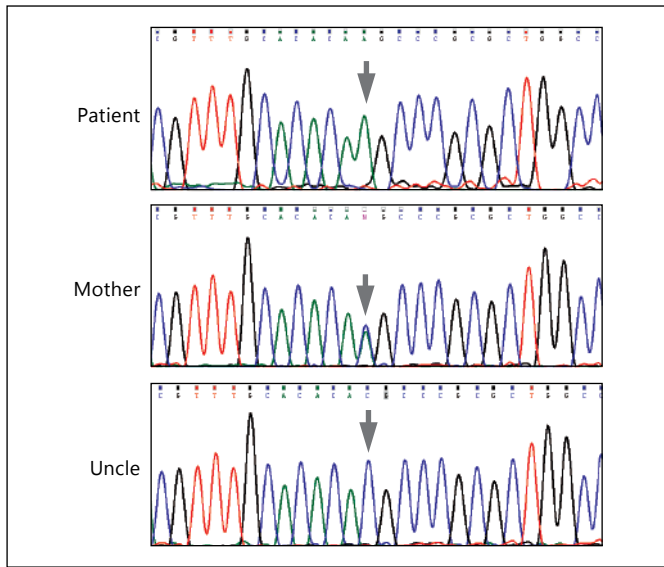 Patient
C G T T T G C A C A C A A G C C C G C G C T G G C C
Mother
C G T T T G C A C A C A N G C C C G C G C T G G C C
Uncle
C G T T T G C A C A C A C G C C C G C G C T G G C C